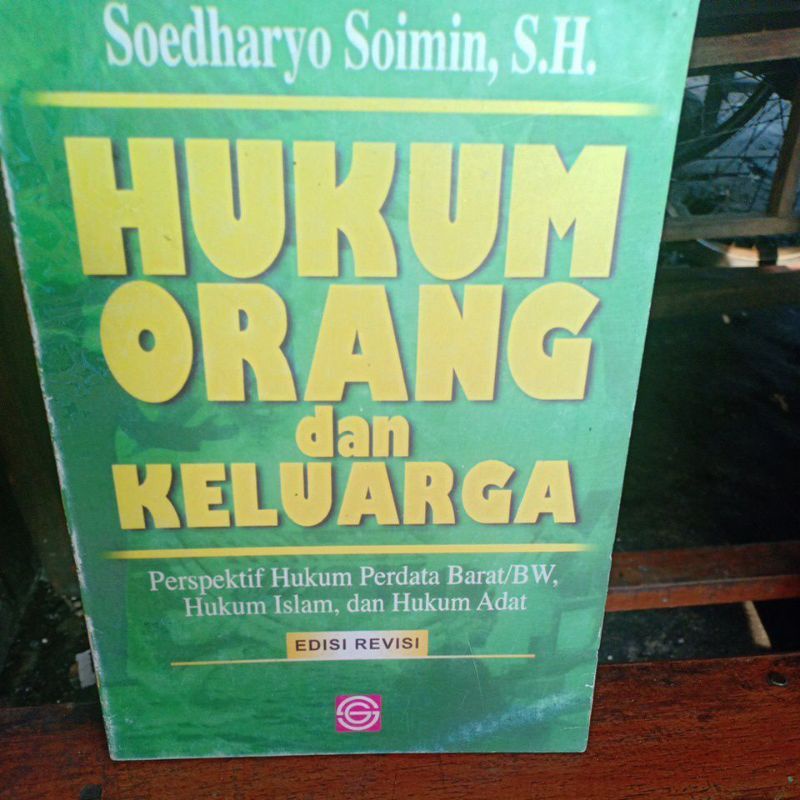 Soedharyo Soimin, S.H.
HUKUM
ORANG
dan
KELUARGA
Perspektif Hukum Perdata Barat/BW,
Hukum Islam, dan Hukum Adat
EDISI REVISI